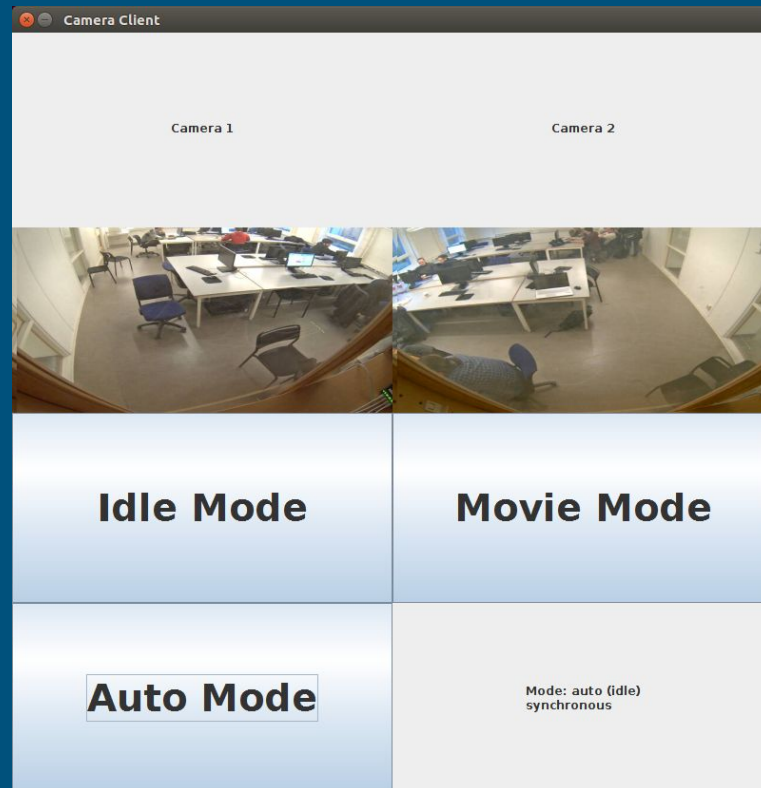 Camera Client
Camera 1
Camera 2
Idle Mode
Movie Mode
Auto Mode
Mode: auto (idle)
synchronous